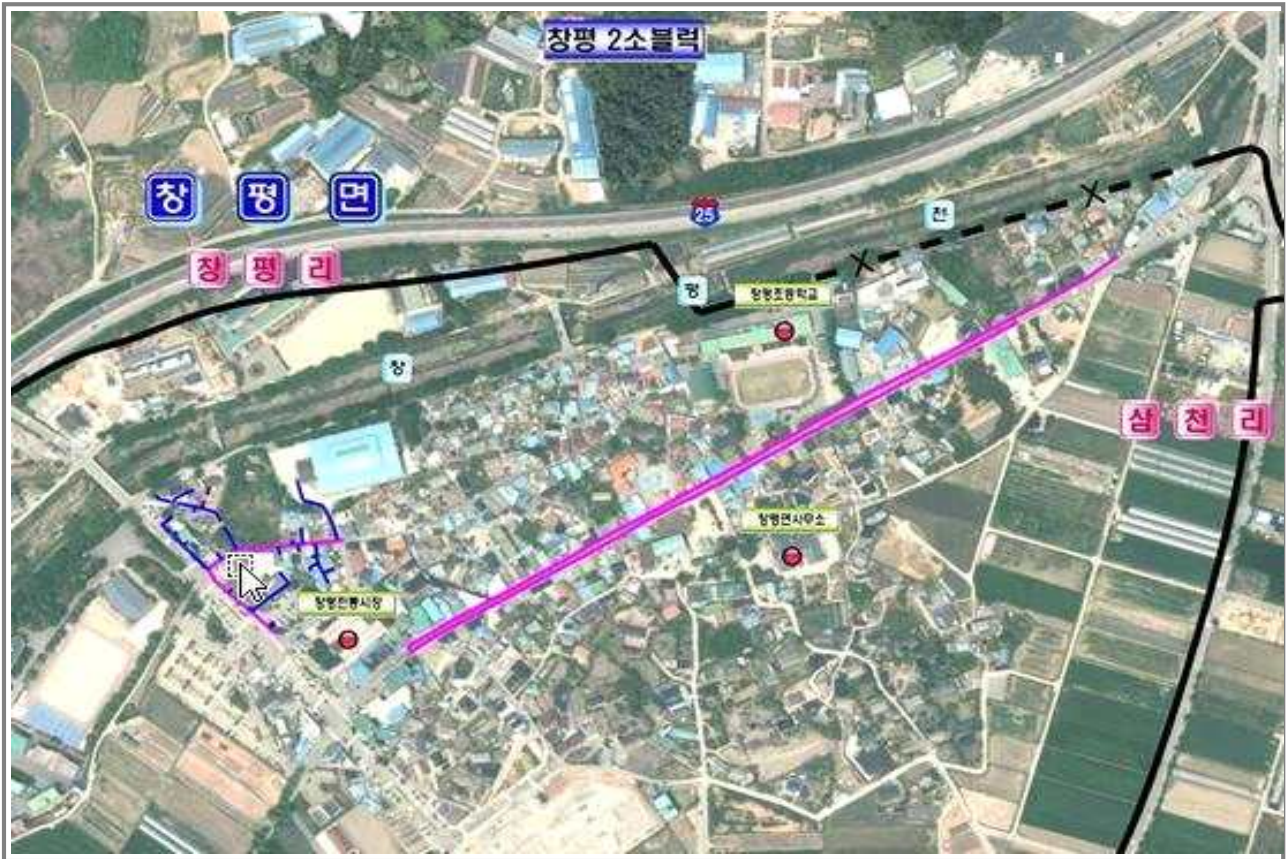 창평 2소블럭
창 평 면
창 평 리
25
천
평
창평초등학교
창
삼 천 리
창평면사무소
창평전통시장